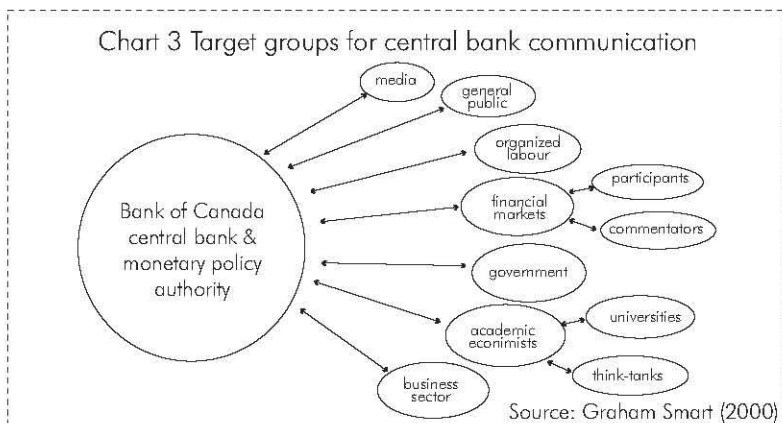 Chart 3 Target groups for central bank communication
media
general
public
organized
labour
participants
financial
markets
commentators
Bank of Canada
central bank &
monetary policy
authority
government
universities
academic
econimists
think-tanks
business
sector
Source: Graham Smart (2000)